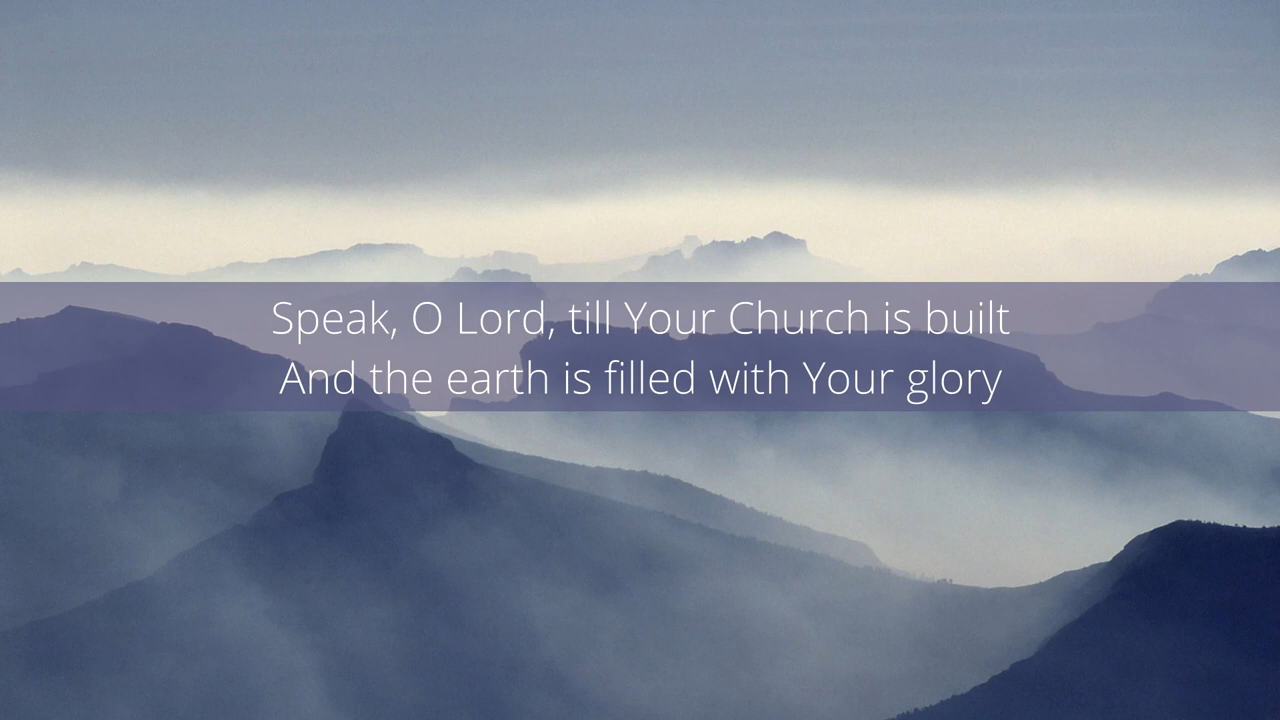 Speak, O Lord, till Your Church is built
And the earth is filled with Your glory